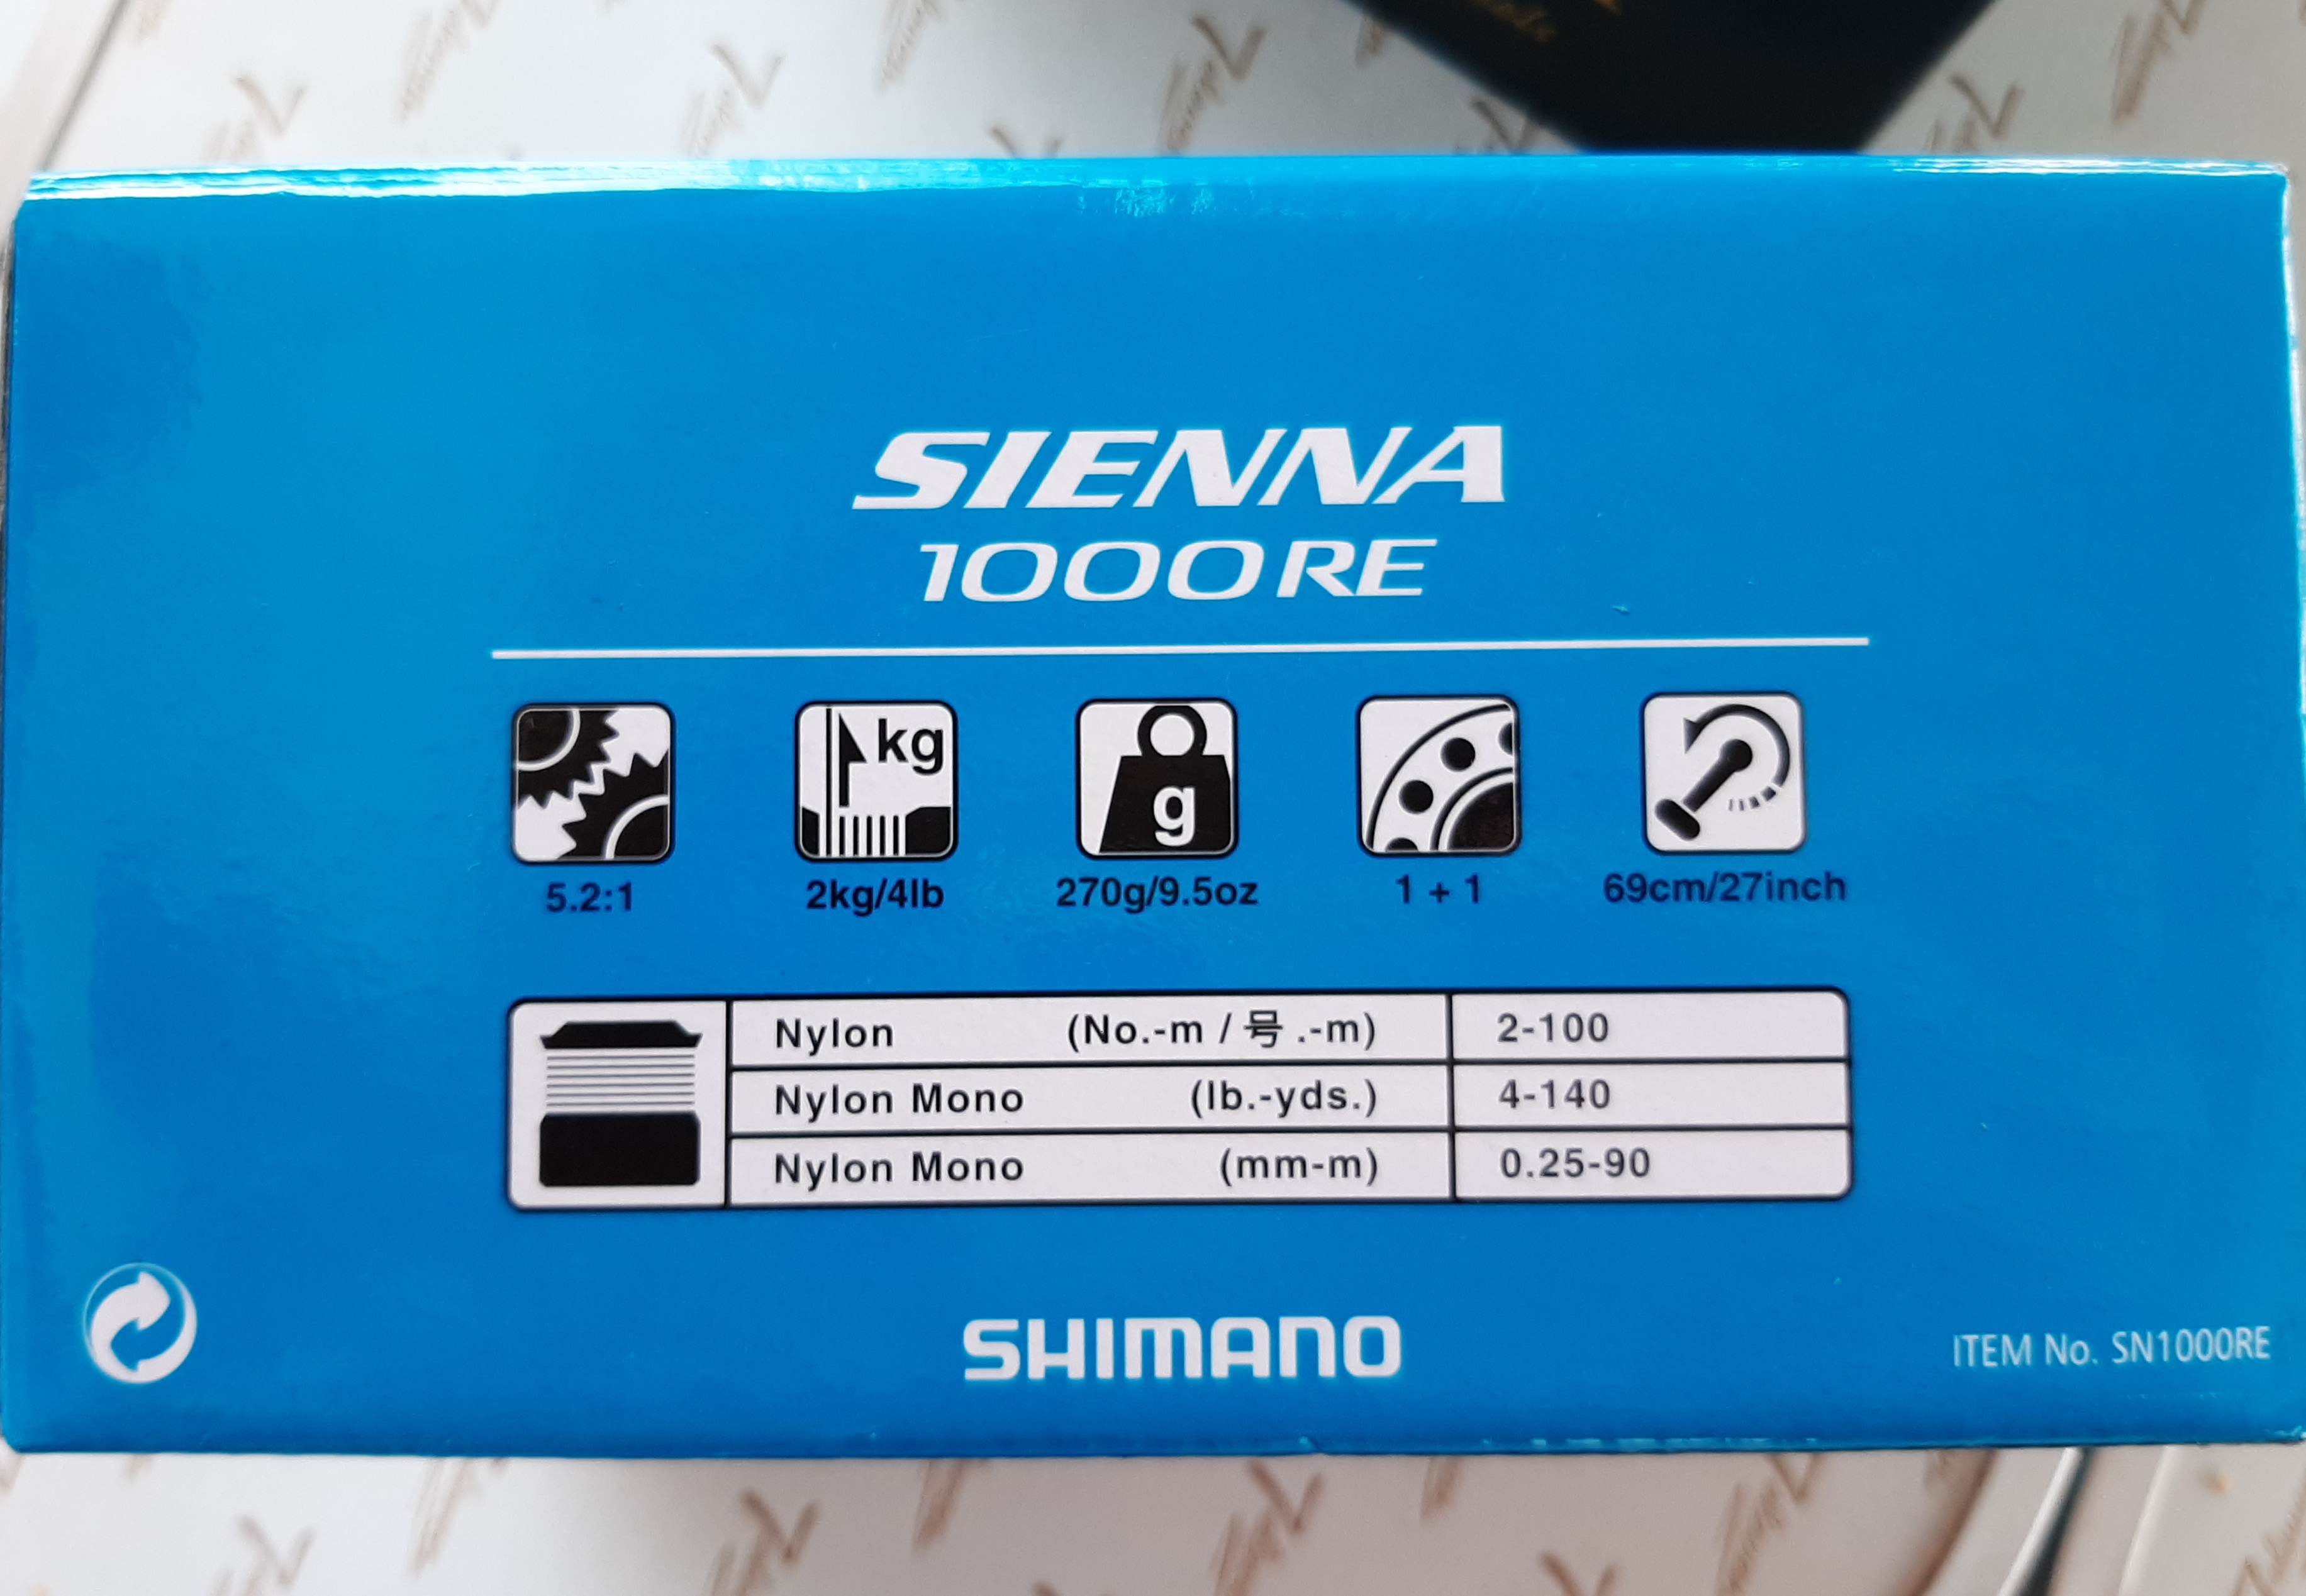 SIENNA
1000RE
kg
g
5.2:1 2kg/4lb 270g/9.5oz 1 + 1 69cm/27inch
Nylon (No.-m / 号 .-m) 2-100
Nylon Mono (lb.-yds.) 4-140
Nylon Mono (mm-m) 0.25-90
SHIMANO
ITEM No. SN1000RE